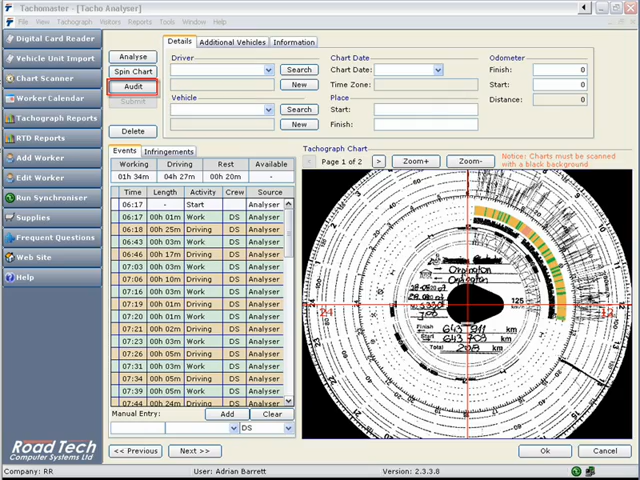 Tachomaster - [Tacho Analyser]
File View Tachograph Visitors Reports Tools Window Help
Digital Card Reader
Vehicle Unit Import
Chart Scanner
Worker Calendar
Tachograph Reports
RTD Reports
Add Worker
Edit Worker
Run Synchroniser
Supplies
Frequent Questions
Web Site
Help
Road Tech
Computer Systems Ltd
Analyse
Spin Chart
Audit
Submit
Delete
Details Additional Vehicles Information
Driver
Search
New
Vehicle
Search
New
Chart Date
Chart Date:
Time Zone:
Place
Start:
Finish:
Odometer
Finish: 0
Start: 0
Distance: 0
Events Infringements
Working Driving Rest Available
01h 34m 04h 27m 00h 20m -
Time Length Activity Crew Source
06:17 - Start Analyser
06:17 00h 01m Work DS Analyser
06:18 00h 25m Driving DS Analyser
06:43 00h 03m Work DS Analyser
06:46 00h 17m Driving DS Analyser
07:03 00h 03m Work DS Analyser
07:06 00h 10m Driving DS Analyser
07:16 00h 03m Work DS Analyser
07:19 00h 01m Driving DS Analyser
07:20 00h 01m Work DS Analyser
07:21 00h 02m Driving DS Analyser
07:23 00h 03m Work DS Analyser
07:26 00h 05m Driving DS Analyser
07:31 00h 03m Work DS Analyser
07:34 00h 05m Driving DS Analyser
07:39 00h 05m Work DS Analyser
07:44 00h 24m Driving DS Analyser
Manual Entry: Add Clear
DS
<< Previous Next >>
Tachograph Chart
< Page 1 of 2 > Zoom+ Zoom-
Notice: Charts must be scanned
with a black background
Orpington
Orpington
125
km/h
24
12
Finish 643 911 km
Start 643 703 km
Total 208 km
Ok Cancel
Company: RR User: Adrian Barrett Version: 2.3.3.8